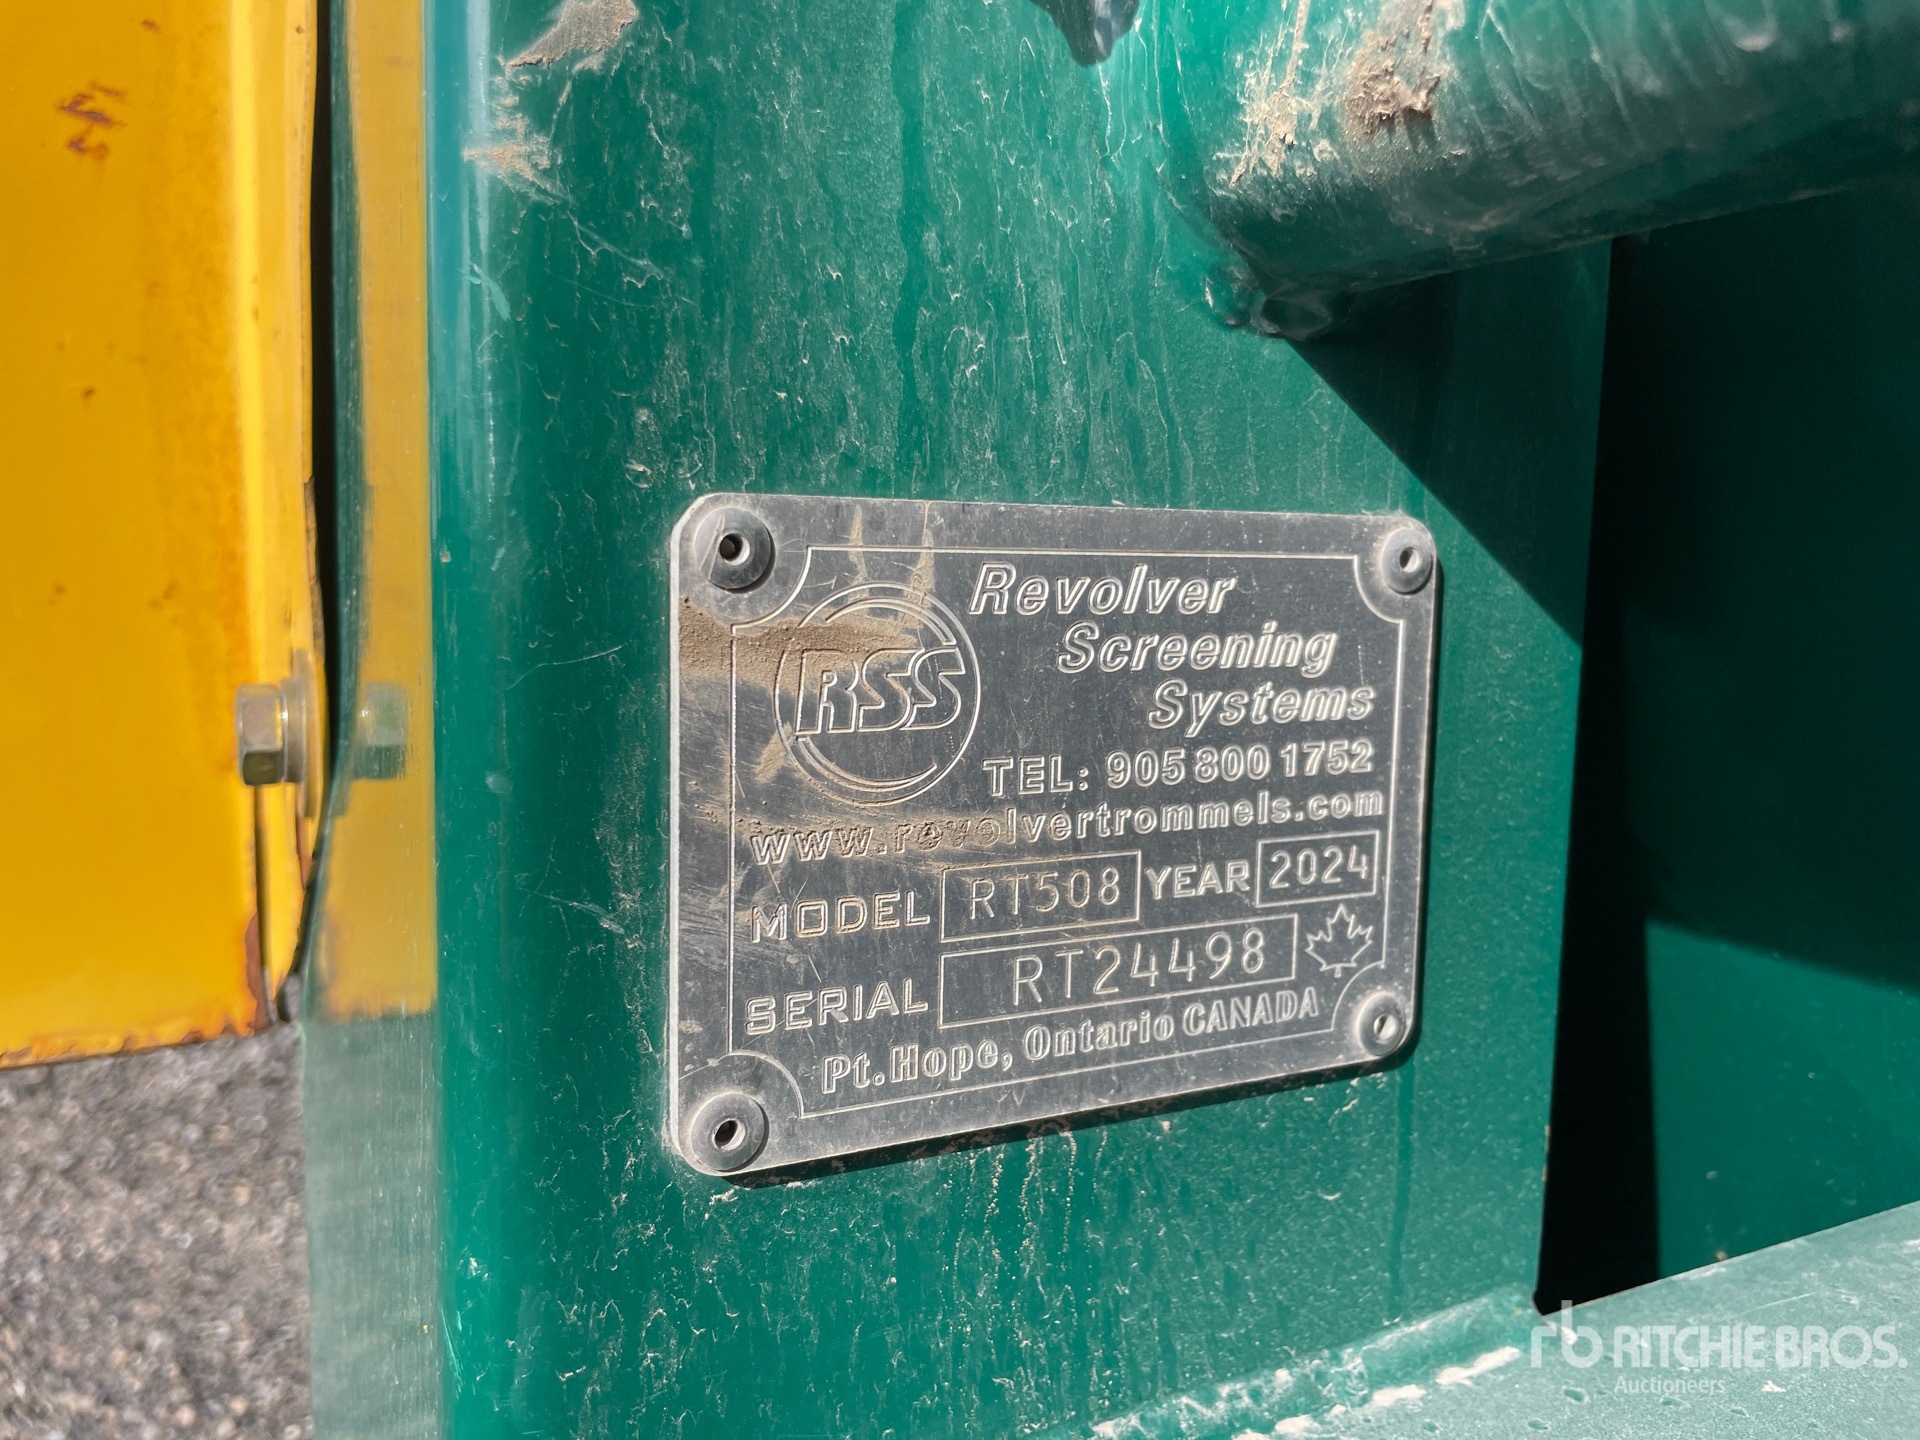 Revolver
Screening
Systems
RSS
TEL: 905 800 1752
www.revolvertrommels.com
MODEL RT508 YEAR 2024
SERIAL RT24498
Pt. Hope, Ontario CANADA
rb RITCHIE BROS.
Auctioneers